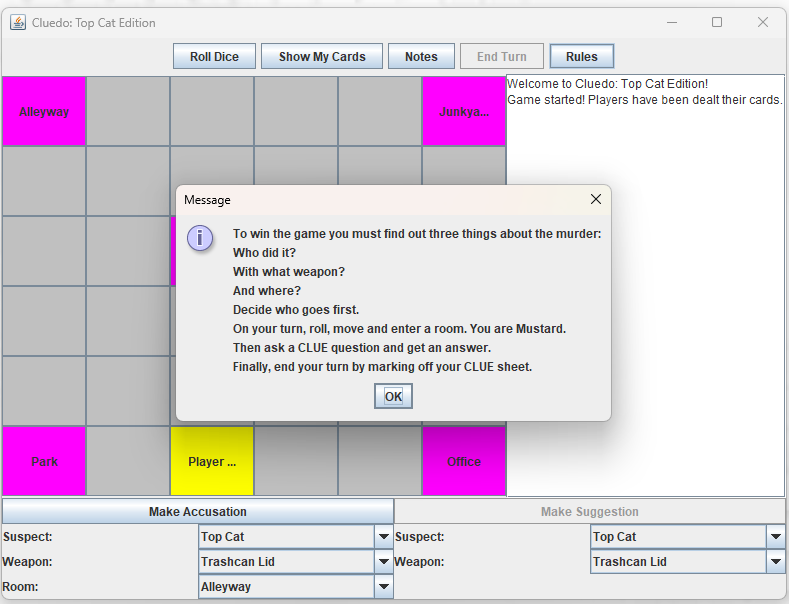 Cluedo: Top Cat Edition
Roll Dice Show My Cards Notes End Turn Rules
Alleyway
Junkya...
Welcome to Cluedo: Top Cat Edition!
Game started! Players have been dealt their cards.
Message
To win the game you must find out three things about the murder:
Who did it?
With what weapon?
And where?
Decide who goes first.
On your turn, roll, move and enter a room. You are Mustard.
Then ask a CLUE question and get an answer.
Finally, end your turn by marking off your CLUE sheet.
OK
Park
Player ...
Office
Make Accusation
Make Suggestion
Suspect: Top Cat
Suspect: Top Cat
Weapon: Trashcan Lid
Weapon: Trashcan Lid
Room: Alleyway